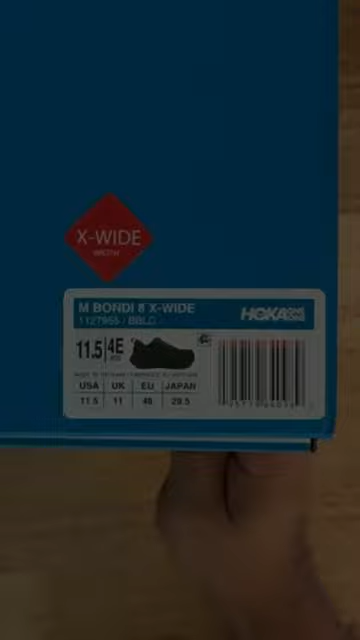 X-WIDE
WIDTH
M BONDI 8 X-WIDE
HOKA
1127955 / BBLC
11.5 4E
USA UK EU JAPAN
11.5 11 46 29.5